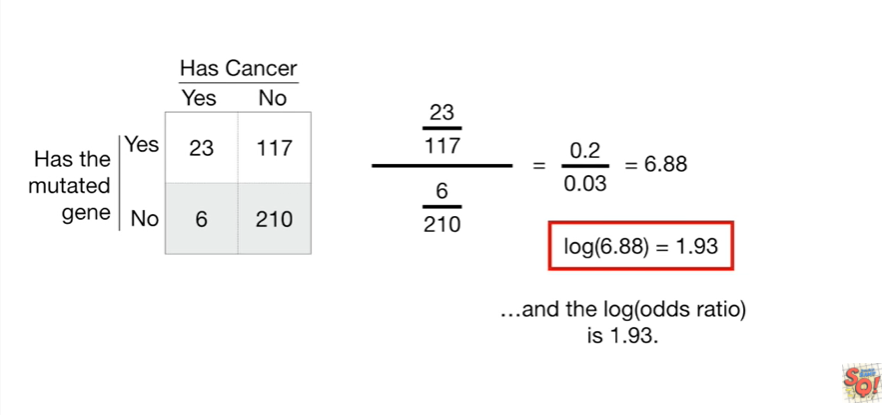 Has Cancer
Yes No
Has the mutated gene
Yes 23 117
No 6 210
23
117
6
210
= 0.2
0.03
= 6.88
log(6.88) = 1.93
...and the log(odds ratio)
is 1.93.
SQ!